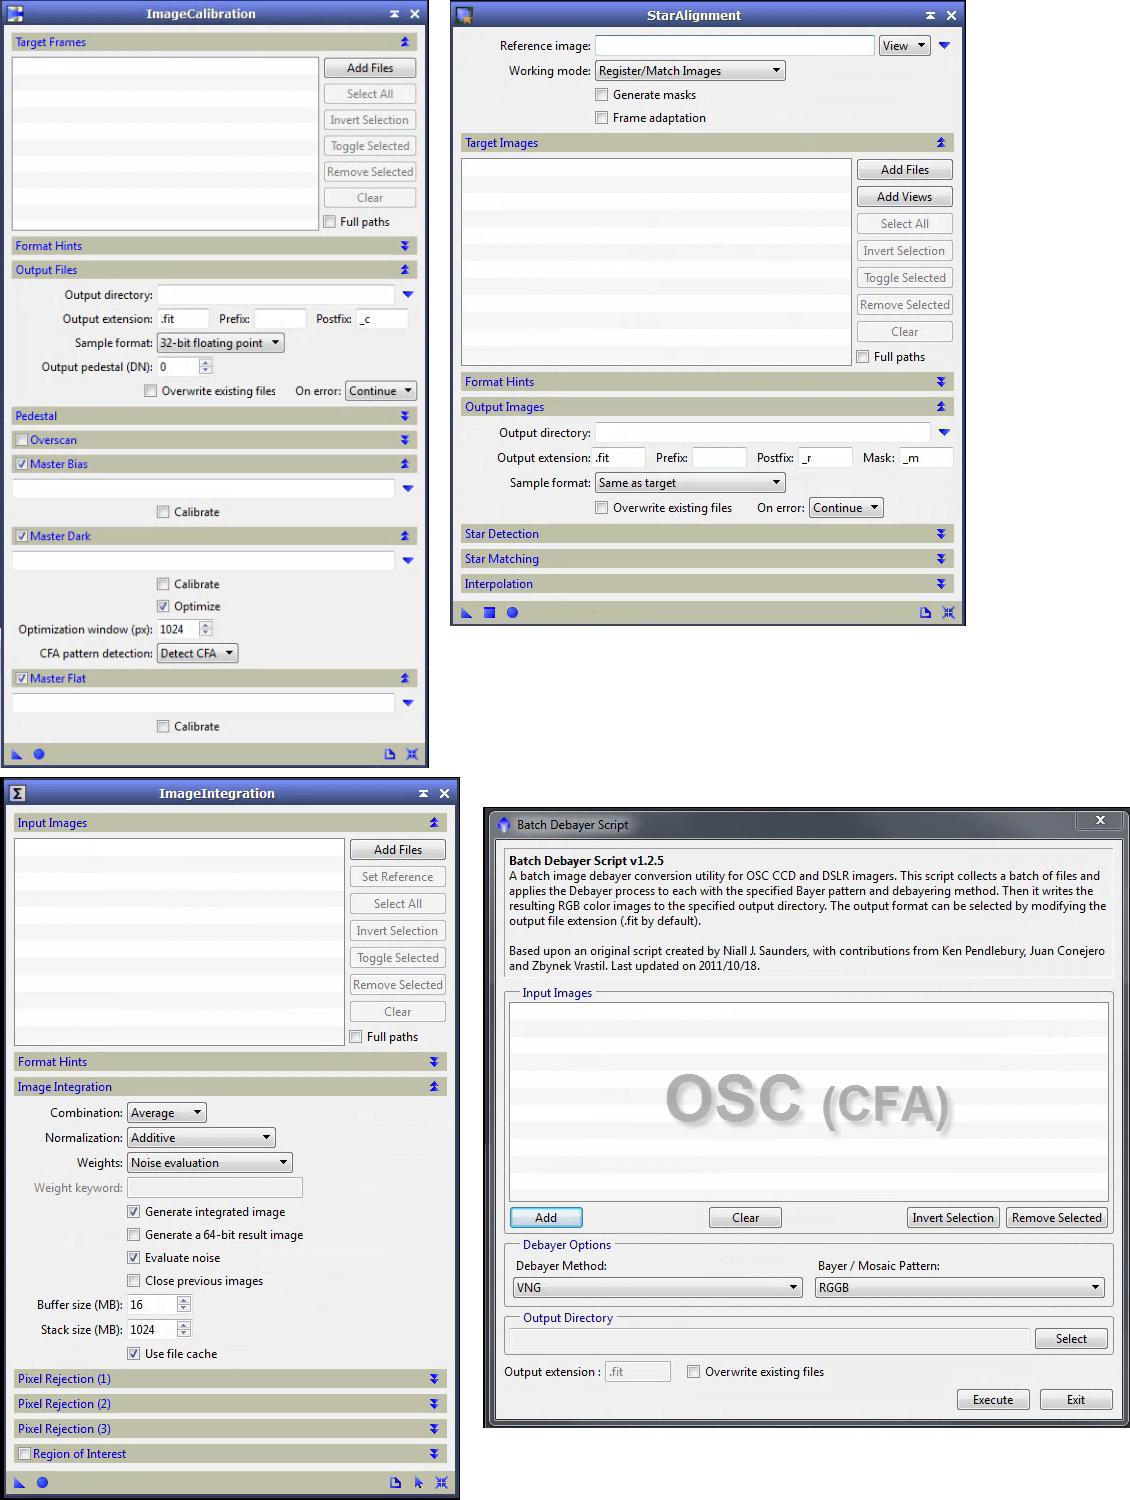 ImageCalibration
Target Frames
Add Files
Select All
Invert Selection
Toggle Selected
Remove Selected
Clear
Full paths
Format Hints
Output Files
Output directory:
Output extension: .fit Prefix: Postfix: _c
Sample format: 32-bit floating point
Output pedestal (DN): 0
Overwrite existing files On error: Continue
Pedestal
Overscan
Master Bias
Calibrate
Master Dark
Calibrate
Optimize
Optimization window (px): 1024
CFA pattern detection: Detect CFA
Master Flat
Calibrate
StarAlignment
Reference image: View
Working mode: Register/Match Images
Generate masks
Frame adaptation
Target Images
Add Files
Add Views
Select All
Invert Selection
Toggle Selected
Remove Selected
Clear
Full paths
Format Hints
Output Images
Output directory:
Output extension: .fit Prefix: Postfix: _r Mask: _m
Sample format: Same as target
Overwrite existing files On error: Continue
Star Detection
Star Matching
Interpolation
Σ ImageIntegration
Input Images
Add Files
Set Reference
Select All
Invert Selection
Toggle Selected
Remove Selected
Clear
Full paths
Format Hints
Image Integration
Combination: Average
Normalization: Additive
Weights: Noise evaluation
Weight keyword:
Generate integrated image
Generate a 64-bit result image
Evaluate noise
Close previous images
Buffer size (MB): 16
Stack size (MB): 1024
Use file cache
Pixel Rejection (1)
Pixel Rejection (2)
Pixel Rejection (3)
Region of Interest
Batch Debayer Script
Batch Debayer Script v1.2.5
A batch image debayer conversion utility for OSC CCD and DSLR imagers. This script collects a batch of files and
applies the Debayer process to each with the specified Bayer pattern and debayering method. Then it writes the
resulting RGB color images to the specified output directory. The output format can be selected by modifying the
output file extension (.fit by default).
Based upon an original script created by Niall J. Saunders, with contributions from Ken Pendlebury, Juan Conejero
and Zbynek Vrastil. Last updated on 2011/10/18.
Input Images
OSC (CFA)
Add Clear Invert Selection Remove Selected
Debayer Options
Debayer Method: Bayer / Mosaic Pattern:
VNG RGGB
Output Directory
Select
Output extension : .fit Overwrite existing files
Execute Exit